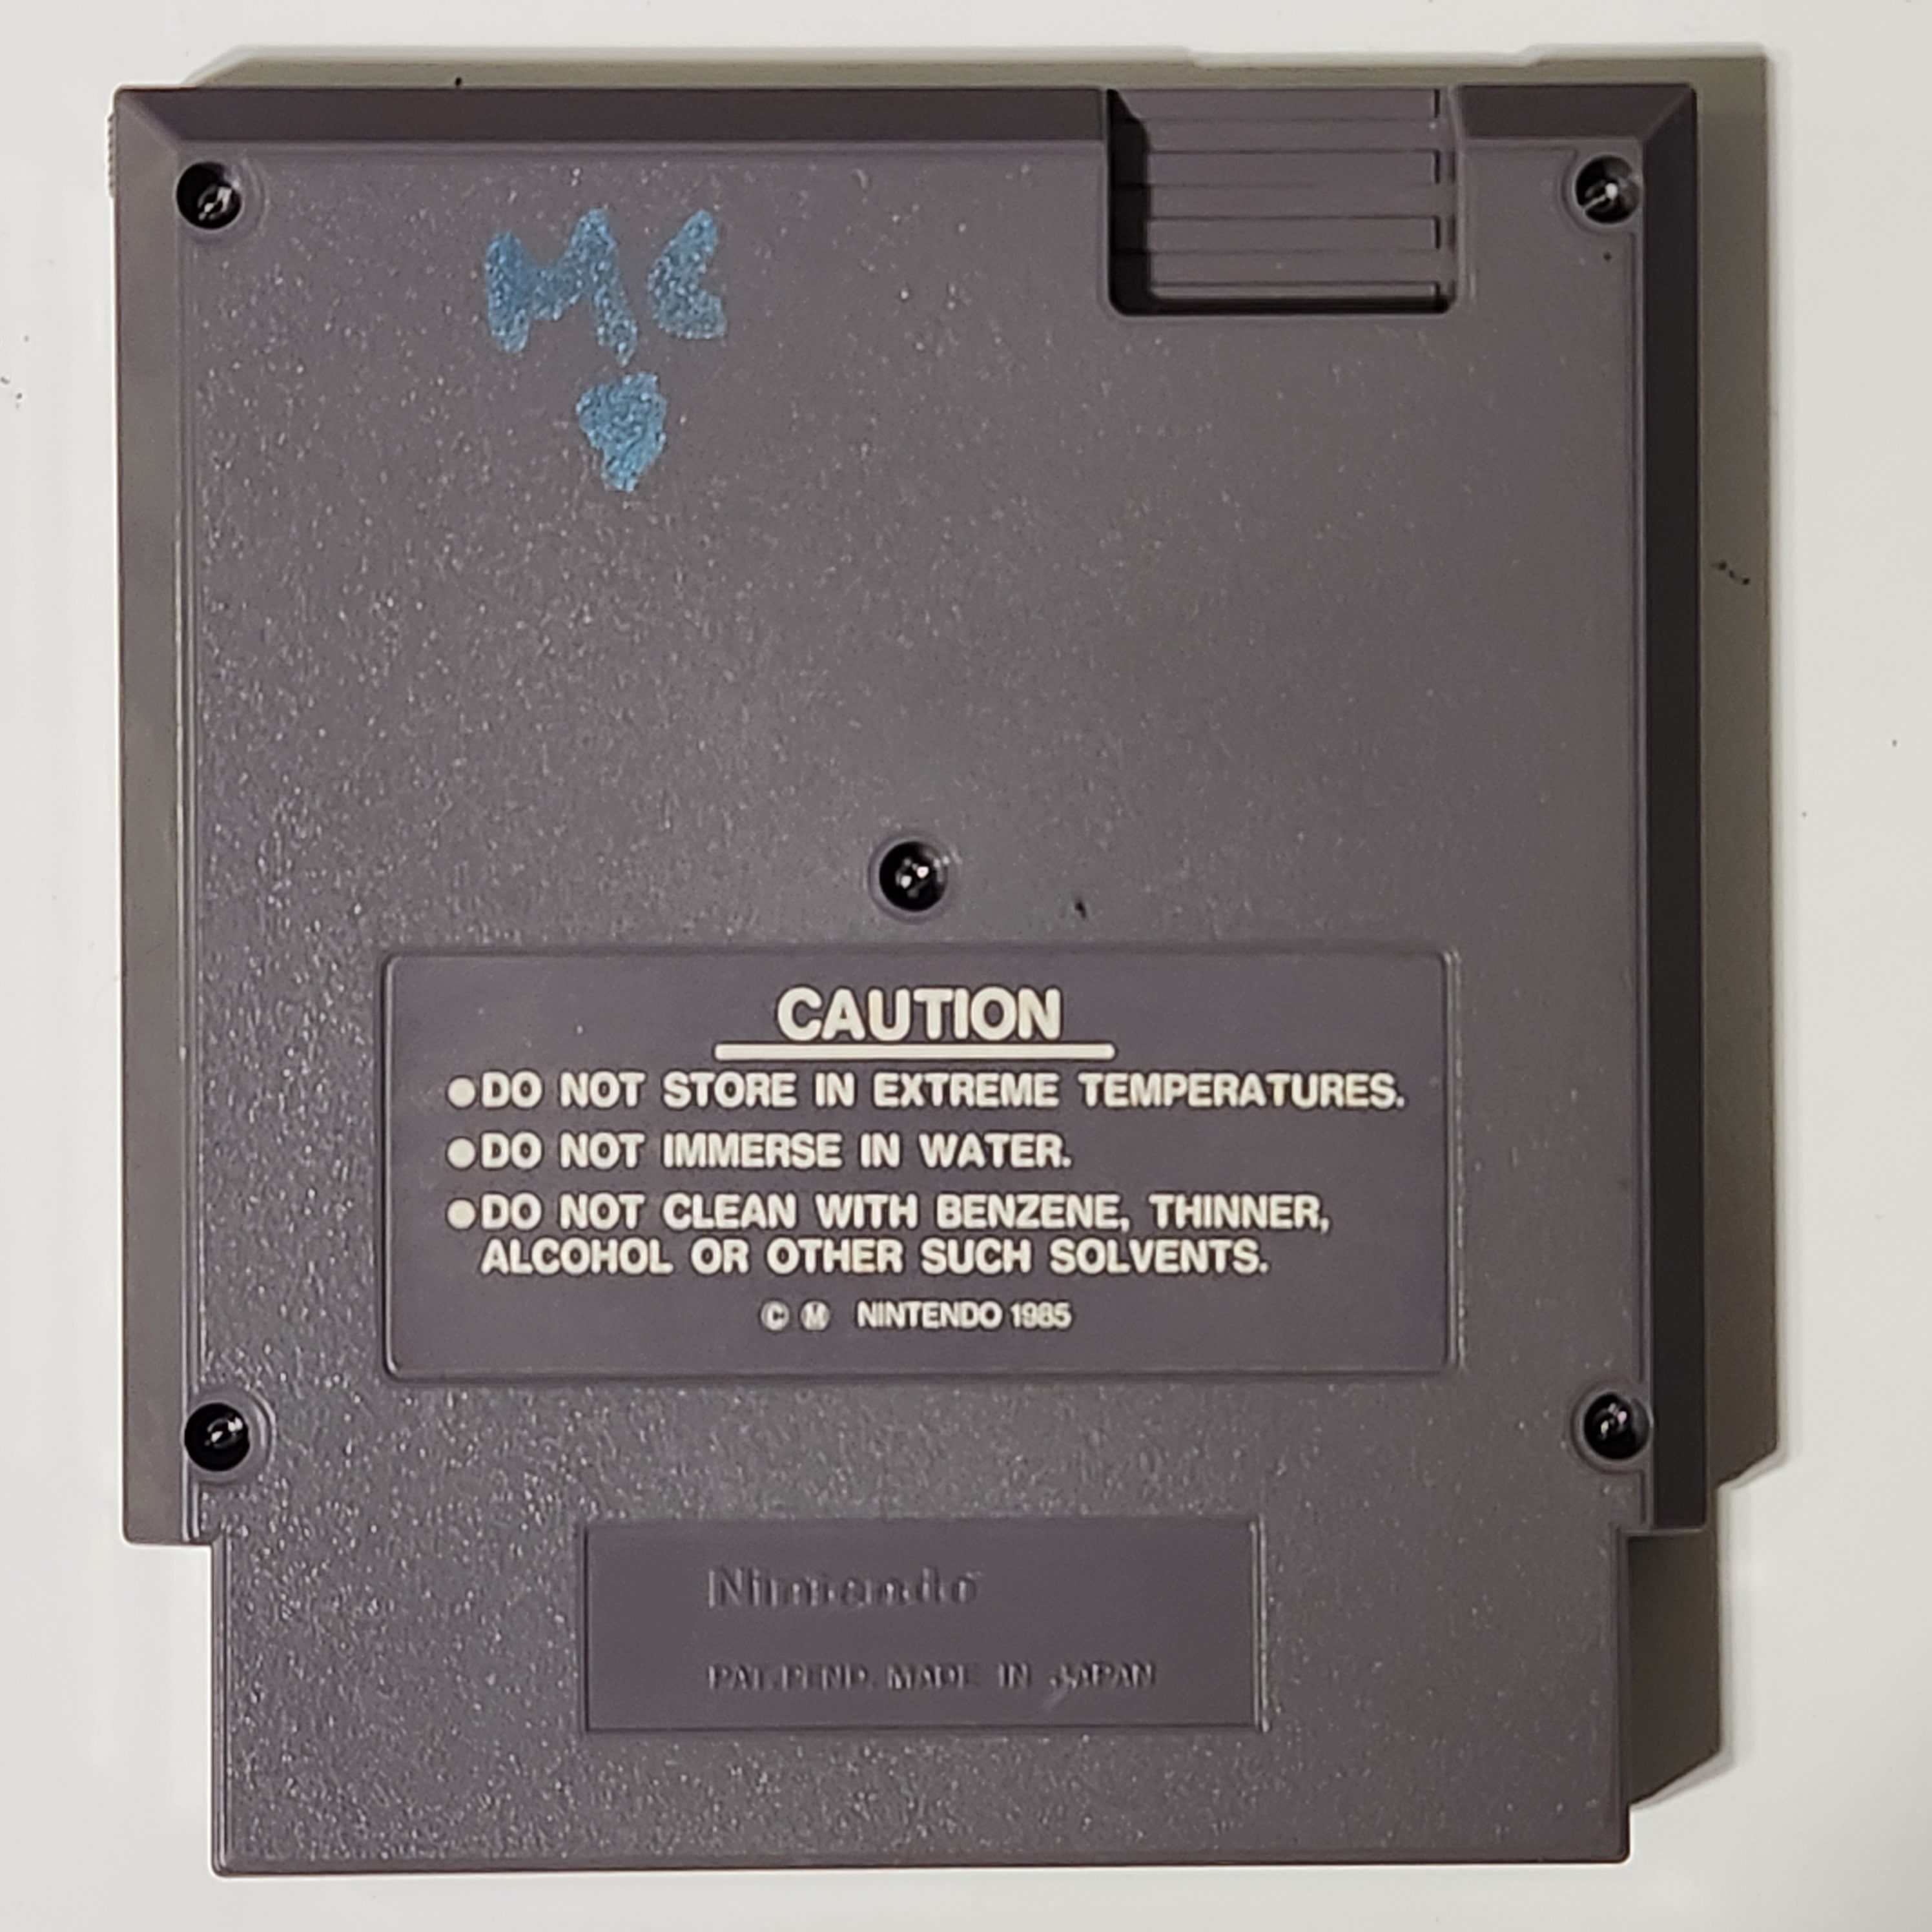 MC
CAUTION
●DO NOT STORE IN EXTREME TEMPERATURES.
●DO NOT IMMERSE IN WATER.
●DO NOT CLEAN WITH BENZENE, THINNER,
ALCOHOL OR OTHER SUCH SOLVENTS.
© Ⓜ NINTENDO 1985
Nintendo
PAT. PEND. MADE IN JAPAN